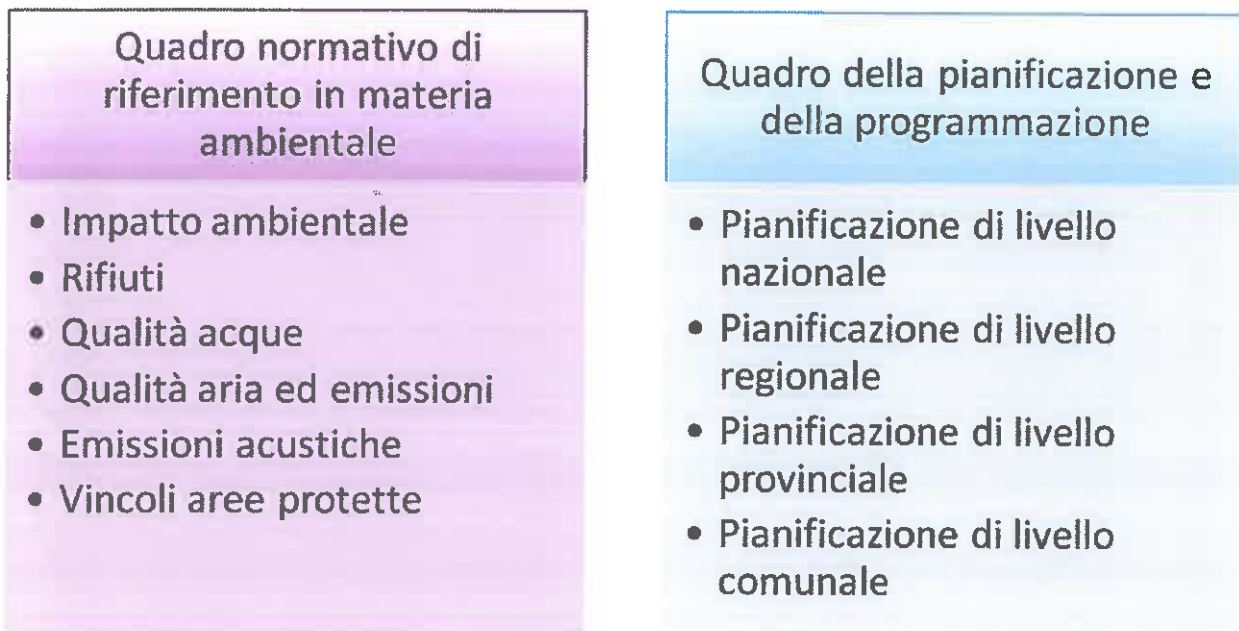 Quadro normativo di
riferimento in materia
ambientale
• Impatto ambientale
• Rifiuti
• Qualità acque
• Qualità aria ed emissioni
• Emissioni acustiche
• Vincoli aree protette
Quadro della pianificazione e
della programmazione
• Pianificazione di livello
nazionale
• Pianificazione di livello
regionale
• Pianificazione di livello
provinciale
• Pianificazione di livello
comunale